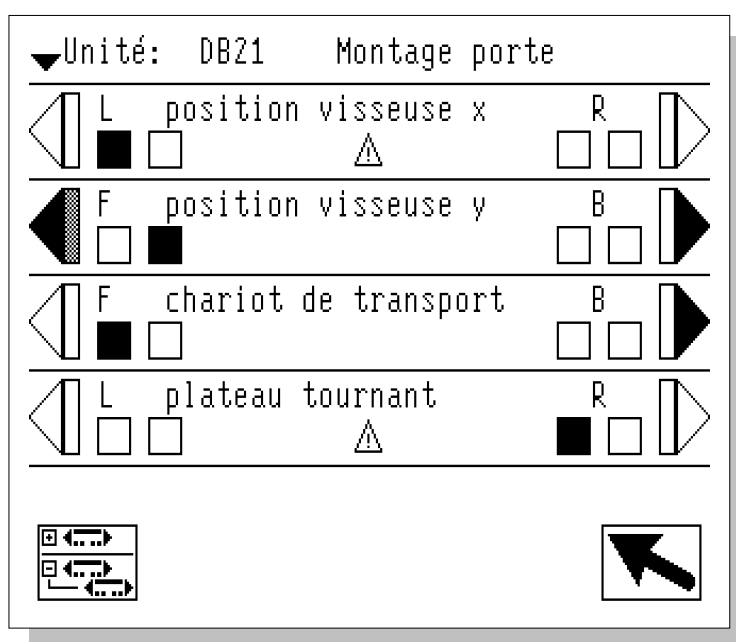 Unité: DB21 Montage porte
L position visseuse x R
F position visseuse y B
F chariot de transport B
L plateau tournant R